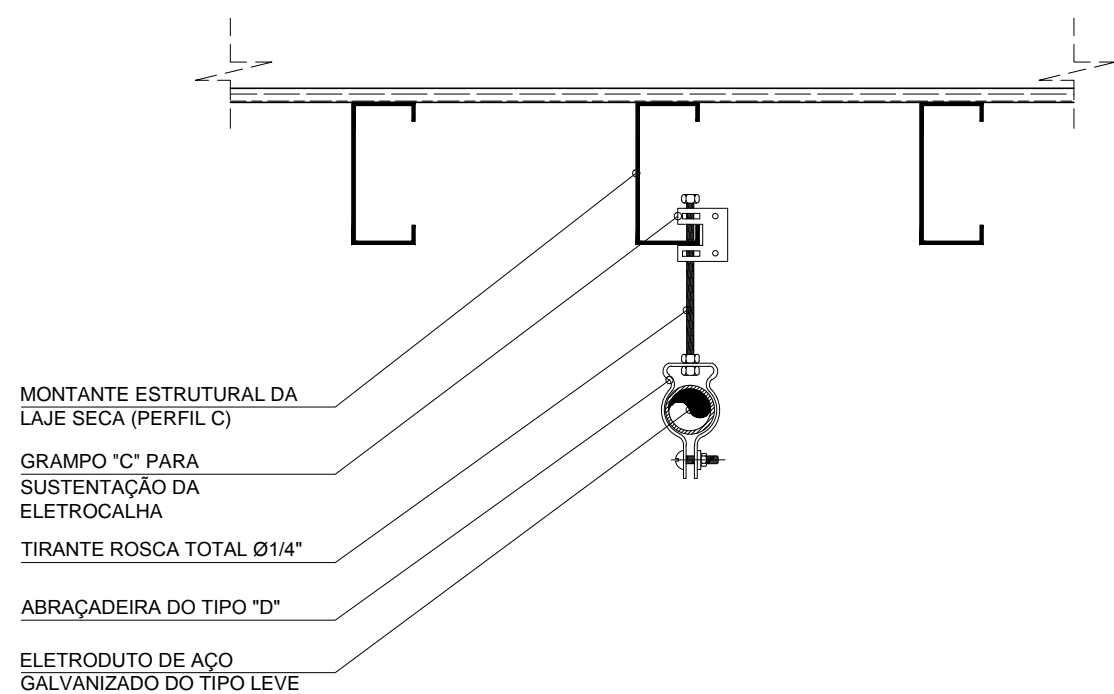 MONTANTE ESTRUTURAL DA
LAJE SECA (PERFIL C)
GRAMPO "C" PARA
SUSTENTAÇÃO DA
ELETROCALHA
TIRANTE ROSCA TOTAL Ø1/4"
ABRAÇADEIRA DO TIPO "D"
ELETRODUTO DE AÇO
GALVANIZADO DO TIPO LEVE